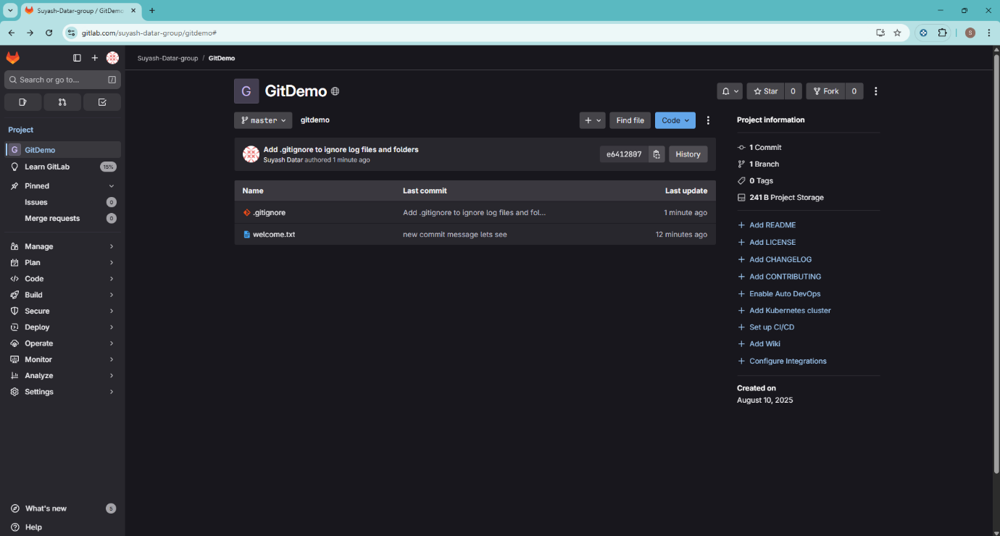 Suyash-Datar-group / GitDemo
gitlab.com/suyash-datar-group/gitdemo#
S
Suyash-Datar-group / GitDemo
Search or go to... /
Project
G GitDemo
Learn GitLab 15%
Pinned
Issues 0
Merge requests 0
Manage
Plan
Code
Build
Secure
Deploy
Operate
Monitor
Analyze
Settings
What's new 5
Help
G GitDemo
Star 0 Fork 0
master gitdemo
Find file Code
Add .gitignore to ignore log files and folders
Suyash Datar authored 1 minute ago
e6412807 History
Name Last commit Last update
.gitignore Add .gitignore to ignore log files and fol... 1 minute ago
welcome.txt new commit message lets see 12 minutes ago
Project information
1 Commit
1 Branch
0 Tags
241 B Project Storage
Add README
Add LICENSE
Add CHANGELOG
Add CONTRIBUTING
Enable Auto DevOps
Add Kubernetes cluster
Set up CI/CD
Add Wiki
Configure Integrations
Created on
August 10, 2025